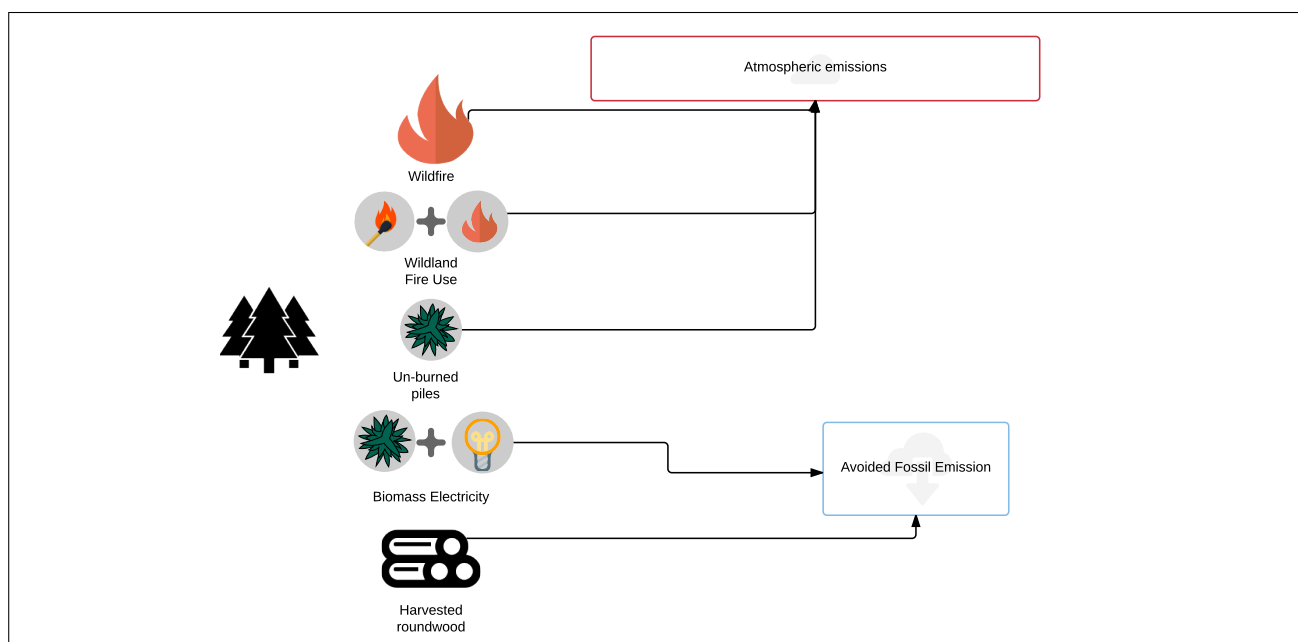 Atmospheric emissions
Wildfire
Wildland
Fire Use
Un-burned
piles
Avoided Fossil Emission
Biomass Electricity
Harvested
roundwood